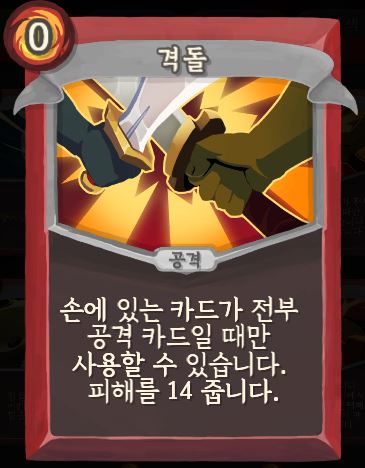 0
격돌
공격
손에 있는 카드가 전부
공격 카드일 때만
사용할 수 있습니다.
피해를 14 줍니다.